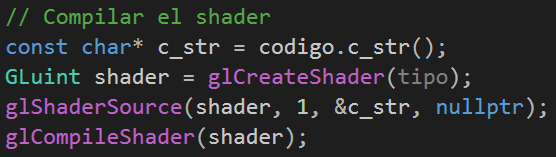 // Compilar el shader
const char* c_str = codigo.c_str();
GLuint shader = glCreateShader(tipo);
glShaderSource(shader, 1, &c_str, nullptr);
glCompileShader(shader);